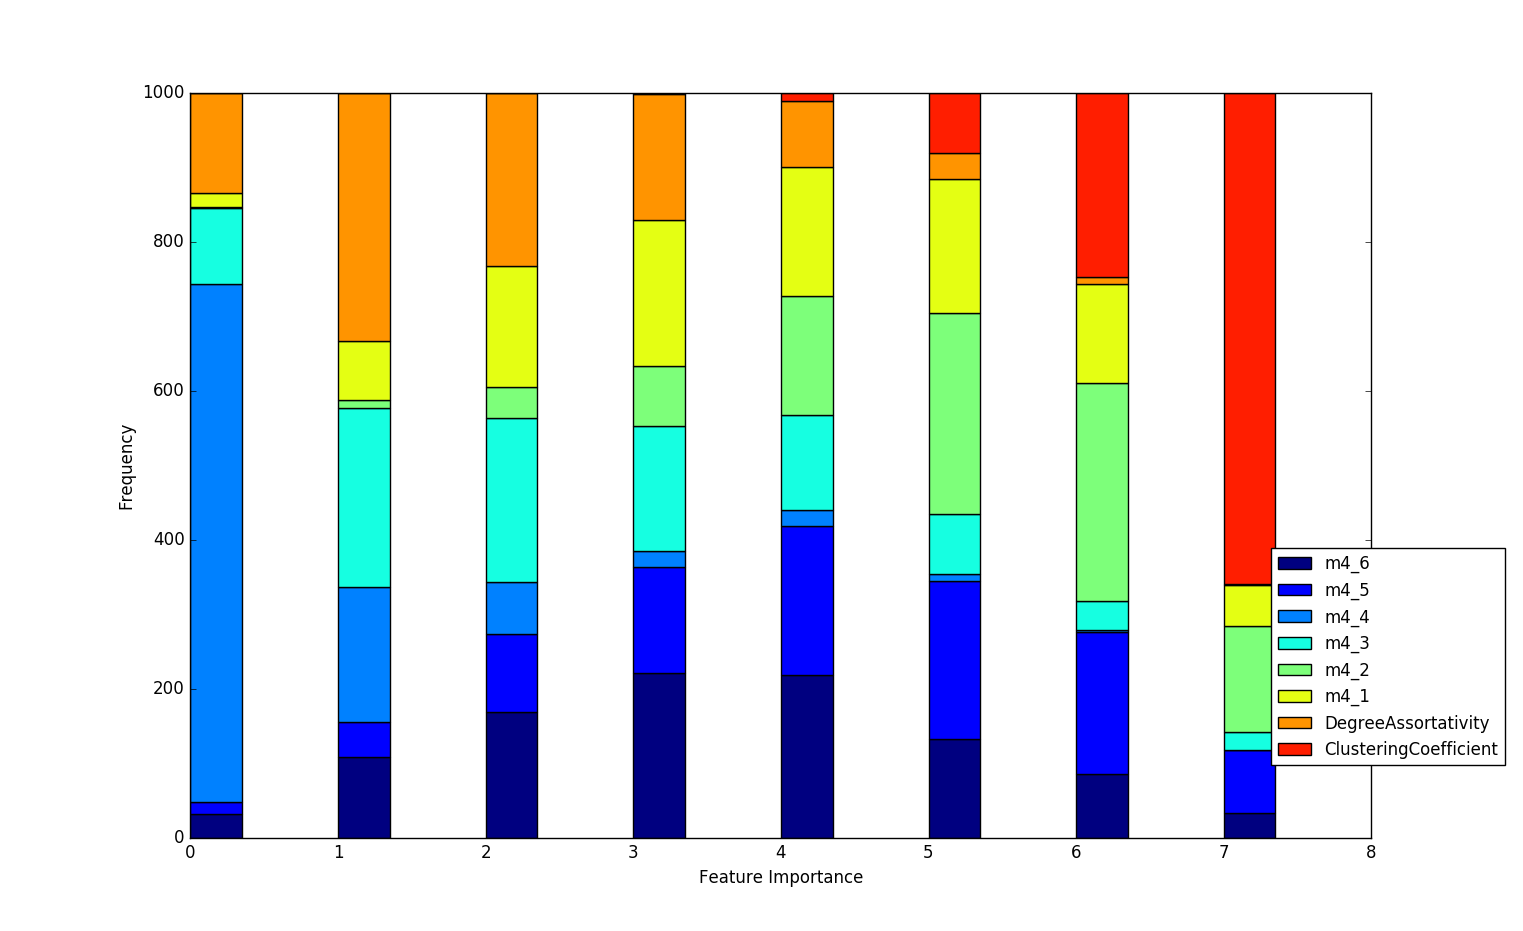 1000
800
600
400
200
0
Frequency
0 1 2 3 4 5 6 7 8
Feature Importance
m4_6
m4_5
m4_4
m4_3
m4_2
m4_1
DegreeAssortativity
ClusteringCoefficient